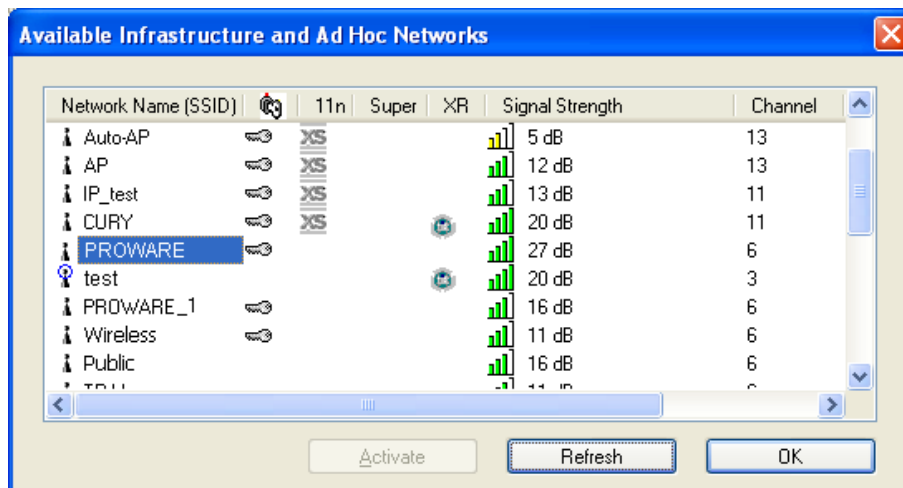 Available Infrastructure and Ad Hoc Networks
Network Name (SSID) 11n Super XR Signal Strength Channel
Auto-AP XS 5 dB 13
AP XS 12 dB 13
IP_test XS 13 dB 11
CURY XS 20 dB 11
PROWARE 27 dB 6
test 20 dB 3
PROWARE_1 16 dB 6
Wireless 11 dB 6
Public 16 dB 6
Activate Refresh OK